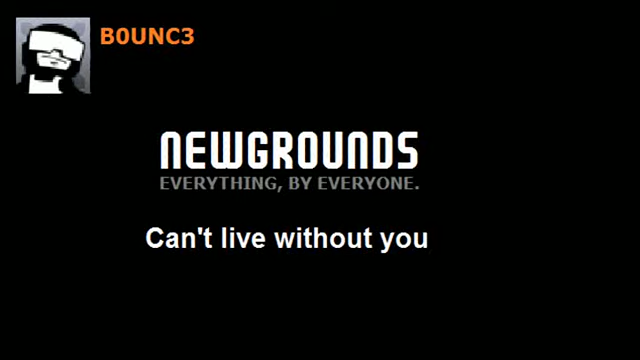 B0UNC3
NEWGROUNDS
EVERYTHING, BY EVERYONE.
Can't live without you